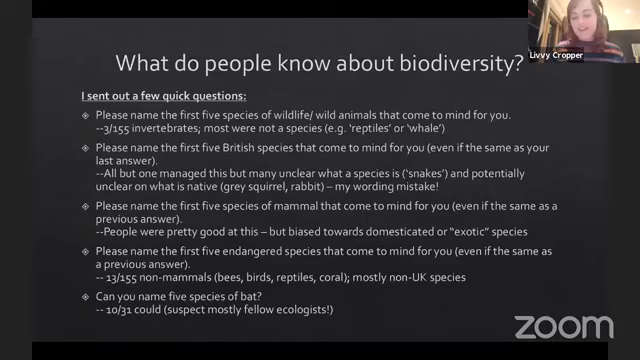 Livvy Cropper
What do people know about biodiversity?
I sent out a few quick questions:
Please name the first five species of wildlife/ wild animals that come to mind for you.
--3/155 invertebrates; most were not a species (e.g. 'reptiles' or 'whale')
Please name the first five British species that come to mind for you (even if the same as your
last answer).
--All but one managed this but many unclear what a species is ('snakes') and potentially
unclear on what is native (grey squirrel, rabbit) – my wording mistake!
Please name the first five species of mammal that come to mind for you (even if the same as a
previous answer).
--People were pretty good at this – but biased towards domesticated or "exotic" species
Please name the first five endangered species that come to mind for you (even if the same as
a previous answer).
-- 13/155 non-mammals (bees, birds, reptiles, coral); mostly non-UK species
Can you name five species of bat?
-- 10/31 could (suspect mostly fellow ecologists!)
zoom